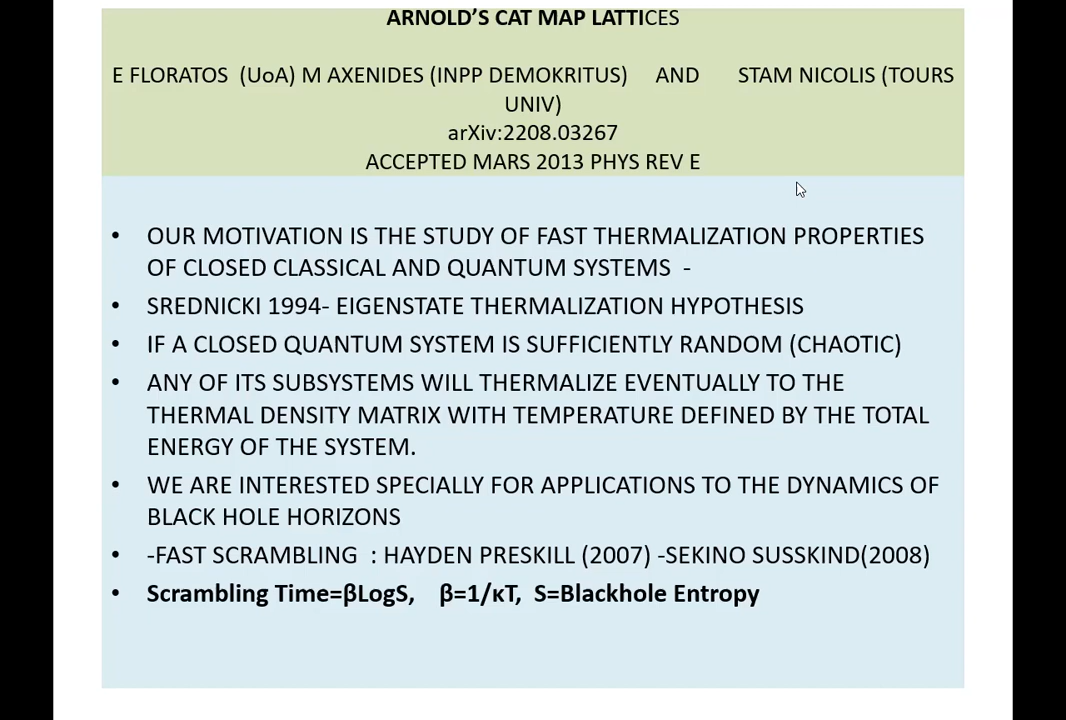 ARNOLD'S CAT MAP LATTICES
E FLORATOS (UoA) M AXENIDES (INPP DEMOKRITUS) AND STAM NICOLIS (TOURS
UNIV)
arXiv:2208.03267
ACCEPTED MARS 2013 PHYS REV E
• OUR MOTIVATION IS THE STUDY OF FAST THERMALIZATION PROPERTIES
OF CLOSED CLASSICAL AND QUANTUM SYSTEMS -
• SREDNICKI 1994- EIGENSTATE THERMALIZATION HYPOTHESIS
• IF A CLOSED QUANTUM SYSTEM IS SUFFICIENTLY RANDOM (CHAOTIC)
• ANY OF ITS SUBSYSTEMS WILL THERMALIZE EVENTUALLY TO THE
THERMAL DENSITY MATRIX WITH TEMPERATURE DEFINED BY THE TOTAL
ENERGY OF THE SYSTEM.
• WE ARE INTERESTED SPECIALLY FOR APPLICATIONS TO THE DYNAMICS OF
BLACK HOLE HORIZONS
• -FAST SCRAMBLING : HAYDEN PRESKILL (2007) -SEKINO SUSSKIND(2008)
• Scrambling Time=βLogS, β=1/κT, S=Blackhole Entropy